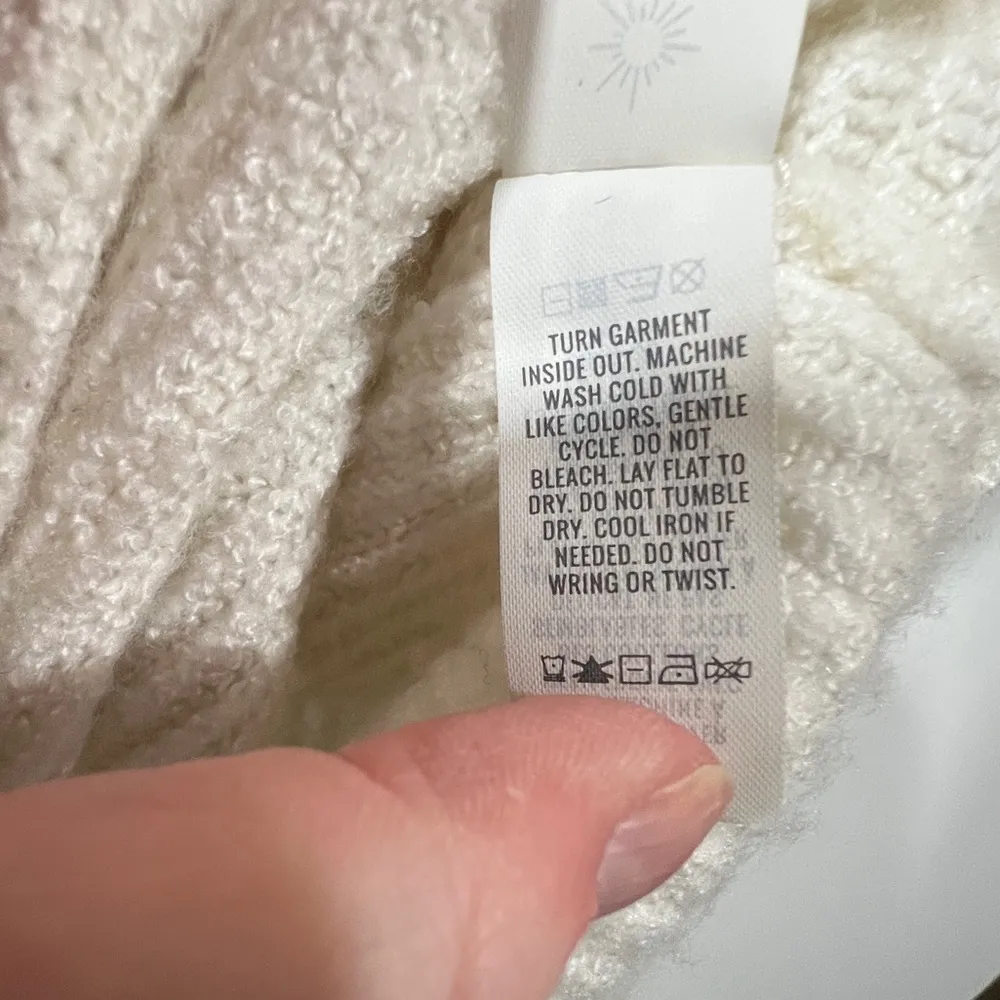 TURN GARMENT
INSIDE OUT. MACHINE
WASH COLD WITH
LIKE COLORS, GENTLE
CYCLE. DO NOT
BLEACH. LAY FLAT TO
DRY. DO NOT TUMBLE
DRY. COOL IRON IF
NEEDED. DO NOT
WRING OR TWIST.